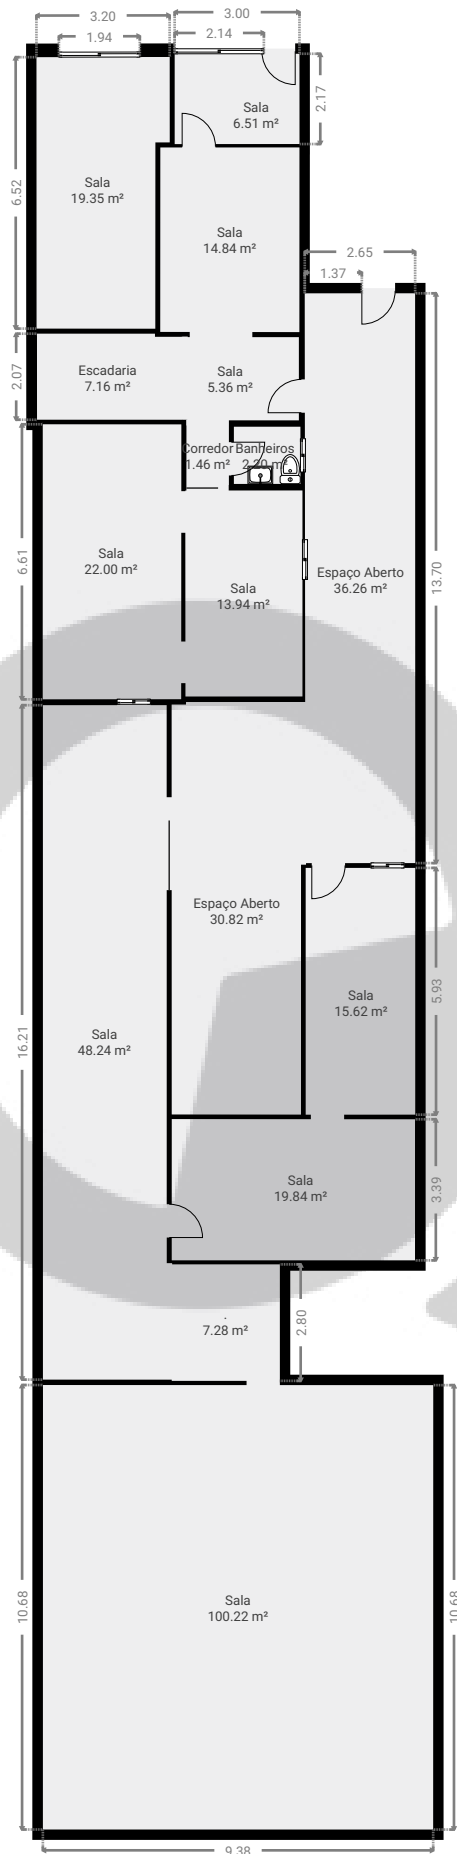 3.20
3.00
1.94
2.14
Sala
6.51 m²
2.17
Sala
19.35 m²
6.52
Sala
14.84 m²
2.65
1.37
Escadaria
7.16 m²
Sala
5.36 m²
2.07
Corredor
1.46 m²
Banheiros
2.20 m²
Sala
22.00 m²
6.61
Sala
13.94 m²
Espaço Aberto
36.26 m²
13.70
Espaço Aberto
30.82 m²
Sala
15.62 m²
5.93
Sala
48.24 m²
16.21
Sala
19.84 m²
3.39
.
7.28 m²
2.80
Sala
100.22 m²
10.68
10.68
9.38